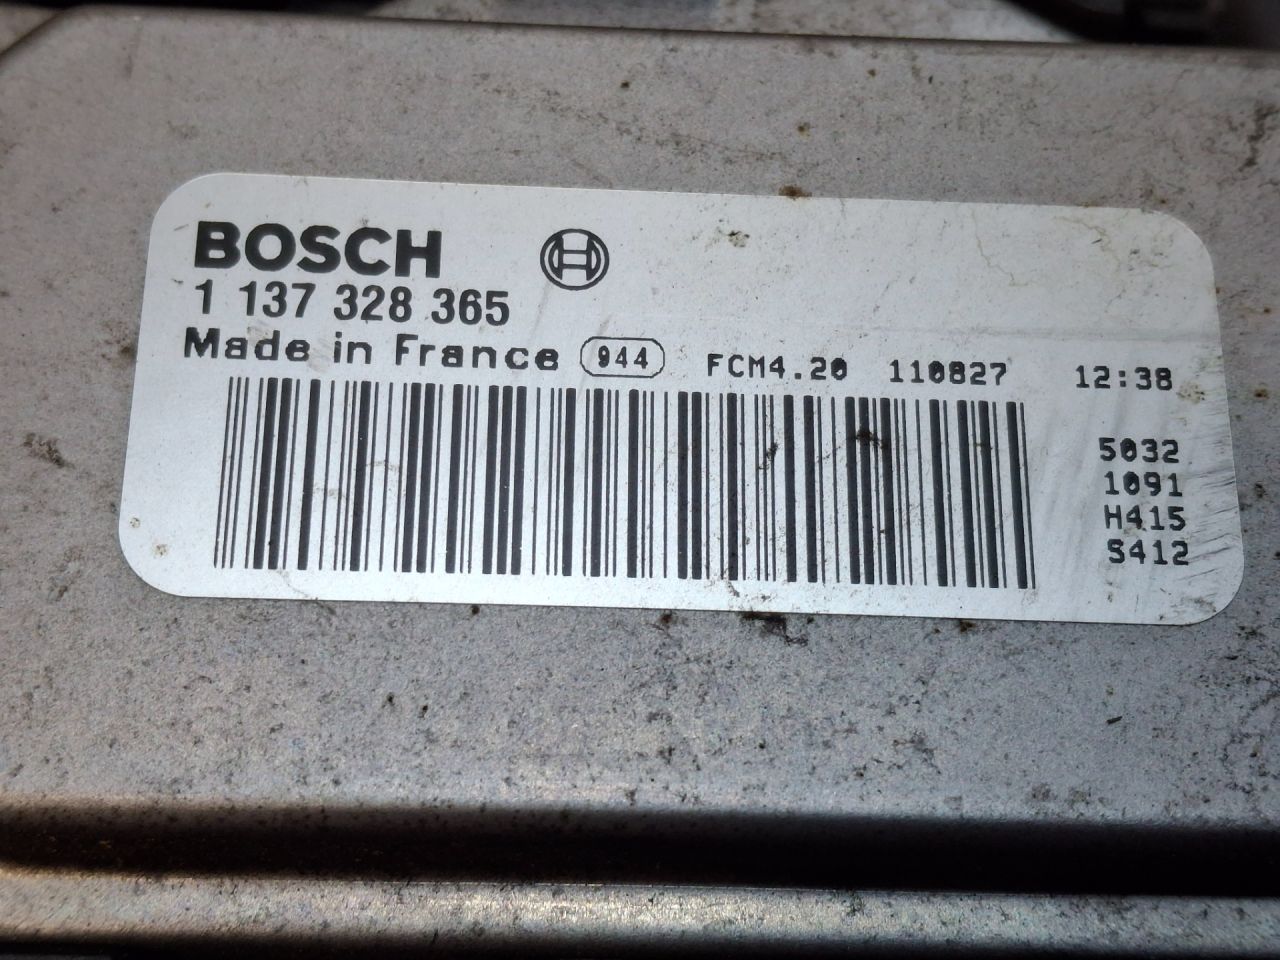 BOSCH
1 137 328 365
Made in France 944 FCM4.20 110827 12:38
5032
1091
H415
S412